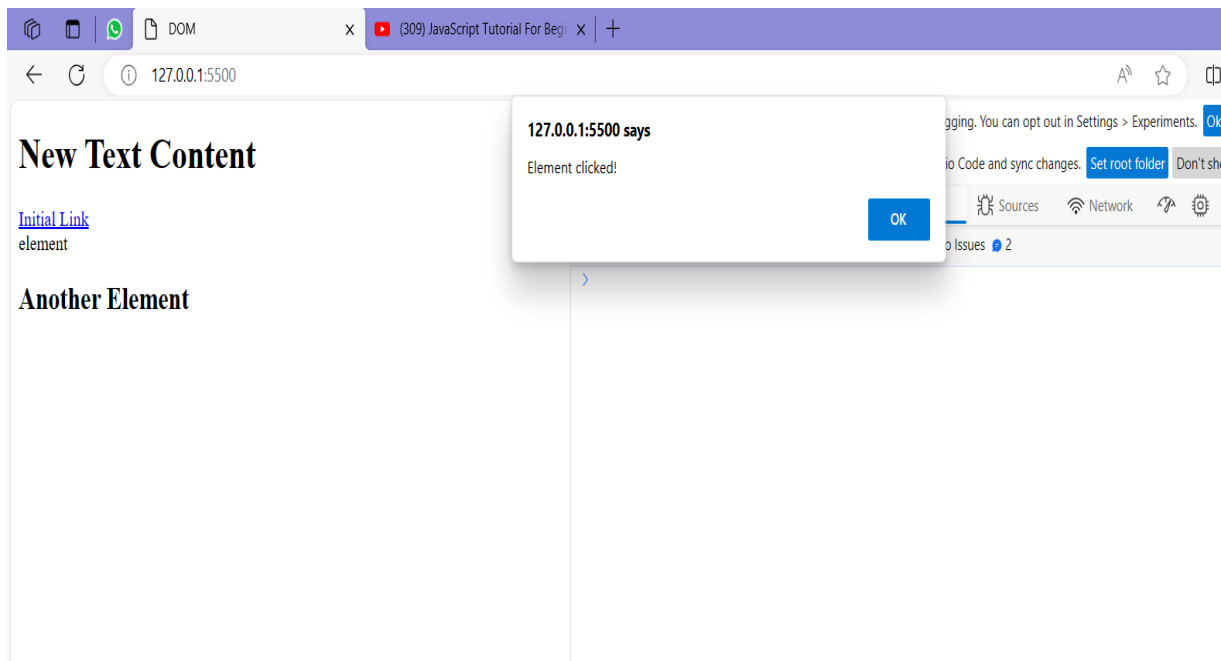 DOM
(309) JavaScript Tutorial For Begi
127.0.0.1:5500
127.0.0.1:5500 says
Element clicked!
OK
New Text Content
Initial Link
element
Another Element
gging. You can opt out in Settings > Experiments. Ok
io Code and sync changes. Set root folder Don't sho
Sources Network
o Issues 2